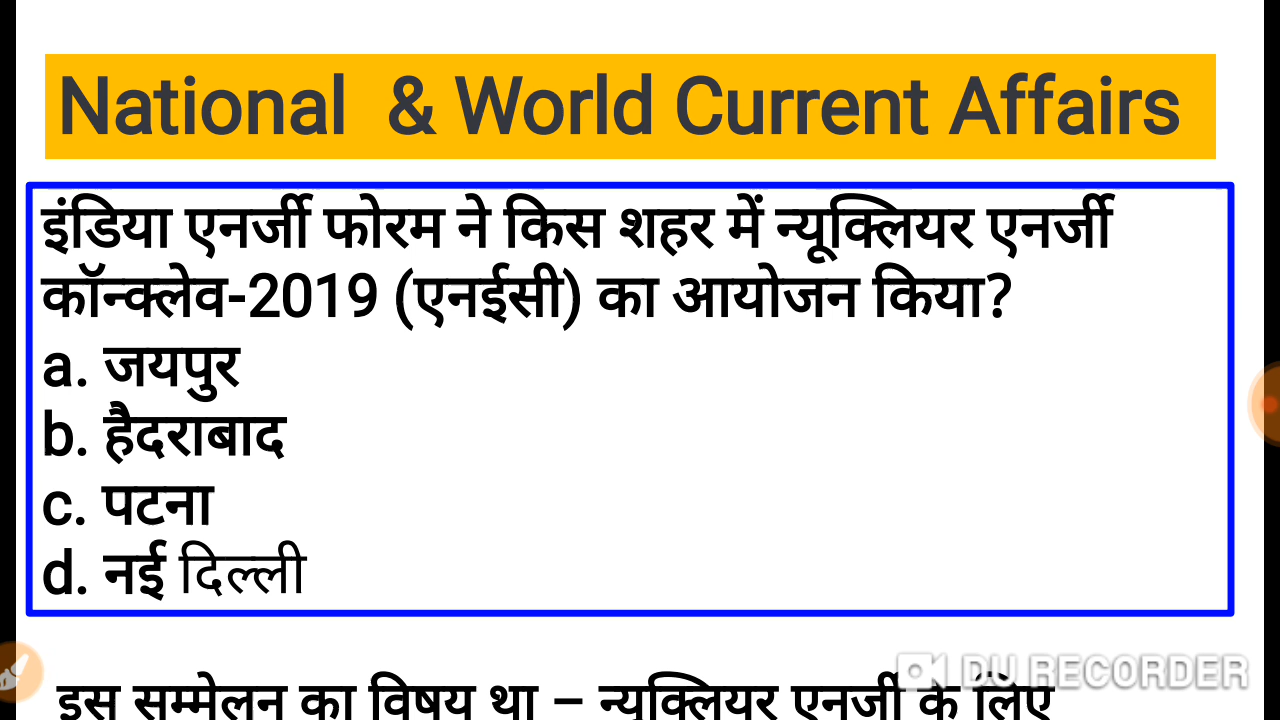 National & World Current Affairs
इंडिया एनर्जी फोरम ने किस शहर में न्यूक्लियर एनर्जी
कॉन्क्लेव-2019 (एनईसी) का आयोजन किया?
a. जयपुर
b. हैदराबाद
c. पटना
d. नई दिल्ली
इस सम्मेलन का विषय था – न्यूक्लियर एनर्जी के लिए
DU RECORDER